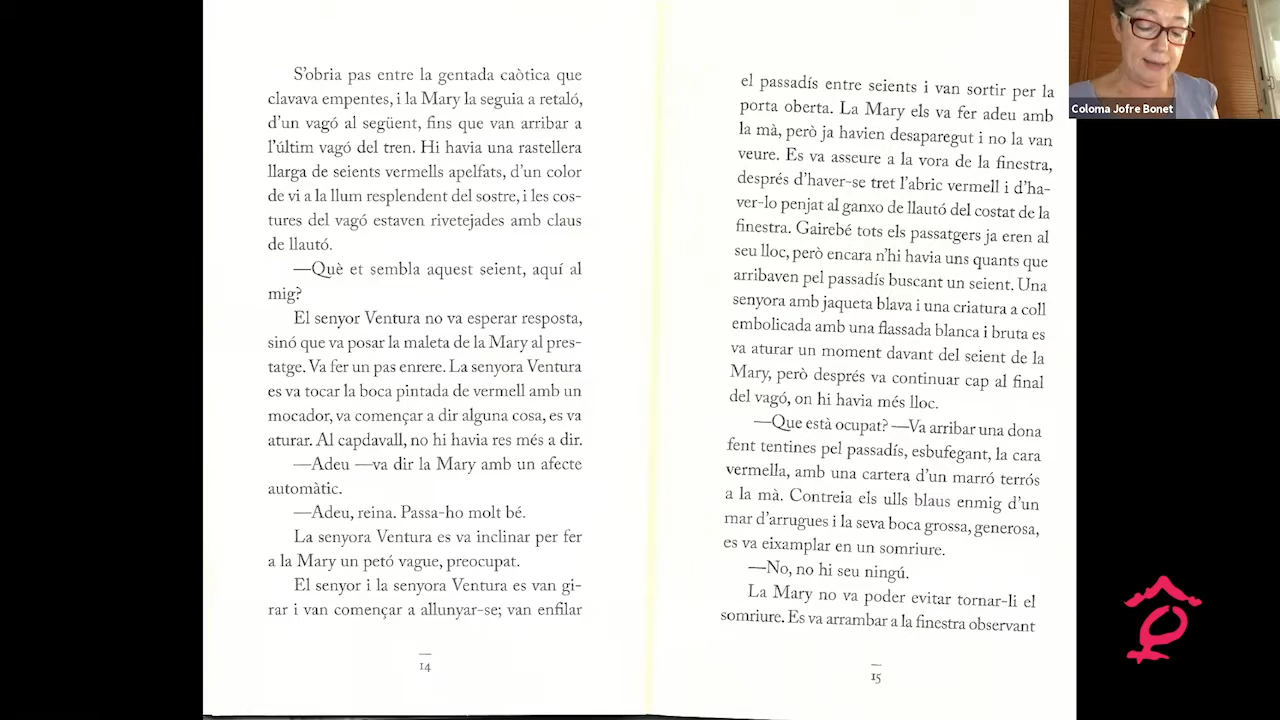 S’obria pas entre la gentada caòtica que
clavava empentes, i la Mary la seguia a retaló,
d’un vagó al següent, fins que van arribar a
l’últim vagó del tren. Hi havia una rastellera
llarga de seients vermells apelfats, d’un color
de vi a la llum resplendent del sostre, i les cos-
tures del vagó estaven rivetejades amb claus
de llautó.
—Què et sembla aquest seient, aquí al
mig?
El senyor Ventura no va esperar resposta,
sinó que va posar la maleta de la Mary al pres-
tatge. Va fer un pas enrere. La senyora Ventura
es va tocar la boca pintada de vermell amb un
mocador, va començar a dir alguna cosa, es va
aturar. Al capdavall, no hi havia res més a dir.
—Adeu —va dir la Mary amb un afecte
automàtic.
—Adeu, reina. Passa-ho molt bé.
La senyora Ventura es va inclinar per fer
a la Mary un petó vague, preocupat.
El senyor i la senyora Ventura es van gi-
rar i van començar a allunyar-se; van enfilar
14
el passadís entre seients i van sortir per la
porta oberta. La Mary els va fer adeu amb
la mà, però ja havien desaparegut i no la van
veure. Es va asseure a la vora de la finestra,
després d’haver-se tret l’abric vermell i d’ha-
ver-lo penjat al ganxo de llautó del costat de la
finestra. Gairebé tots els passatgers ja eren al
seu lloc, però encara n’hi havia uns quants que
arribaven pel passadís buscant un seient. Una
senyora amb jaqueta blava i una criatura a coll
embolicada amb una flassada blanca i bruta es
va aturar un moment davant del seient de la
Mary, però després va continuar cap al final
del vagó, on hi havia més lloc.
—Que està ocupat? —Va arribar una dona
fent tentines pel passadís, esbufegant, la cara
vermella, amb una cartera d’un marró terrós
a la mà. Contreia els ulls blaus enmig d’un
mar d’arrugues i la seva boca grossa, generosa,
es va eixamplar en un somriure.
—No, no hi seu ningú.
La Mary no va poder evitar tornar-li el
somriure. Es va arrambar a la finestra observant
15
Coloma Jofre Bonet